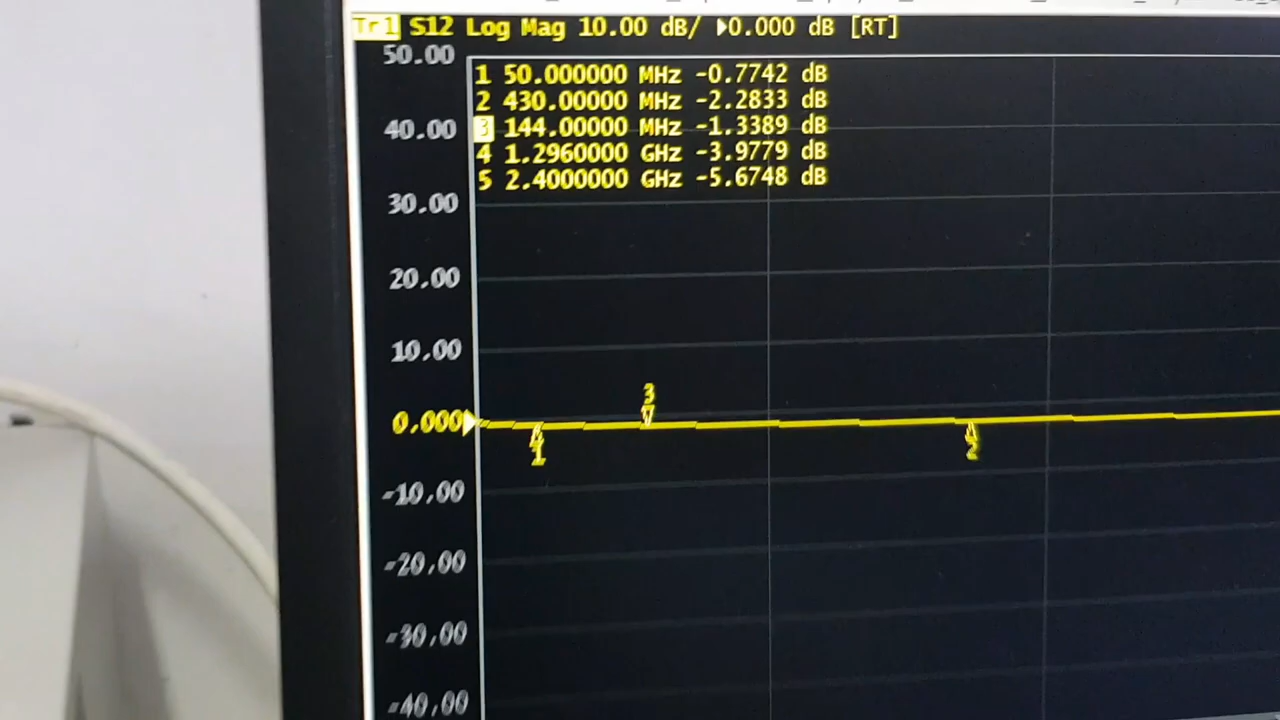 Tr1 S12 Log Mag 10.00 dB/ ▶0.000 dB [RT]
50.00
1 50.000000 MHz -0.7742 dB
2 430.00000 MHz -2.2833 dB
40.00
3 144.00000 MHz -1.3389 dB
4 1.2960000 GHz -3.9779 dB
5 2.4000000 GHz -5.6748 dB
30.00
20.00
10.00
3
0.000
1
2
-10.00
-20.00
-30.00
-40.00